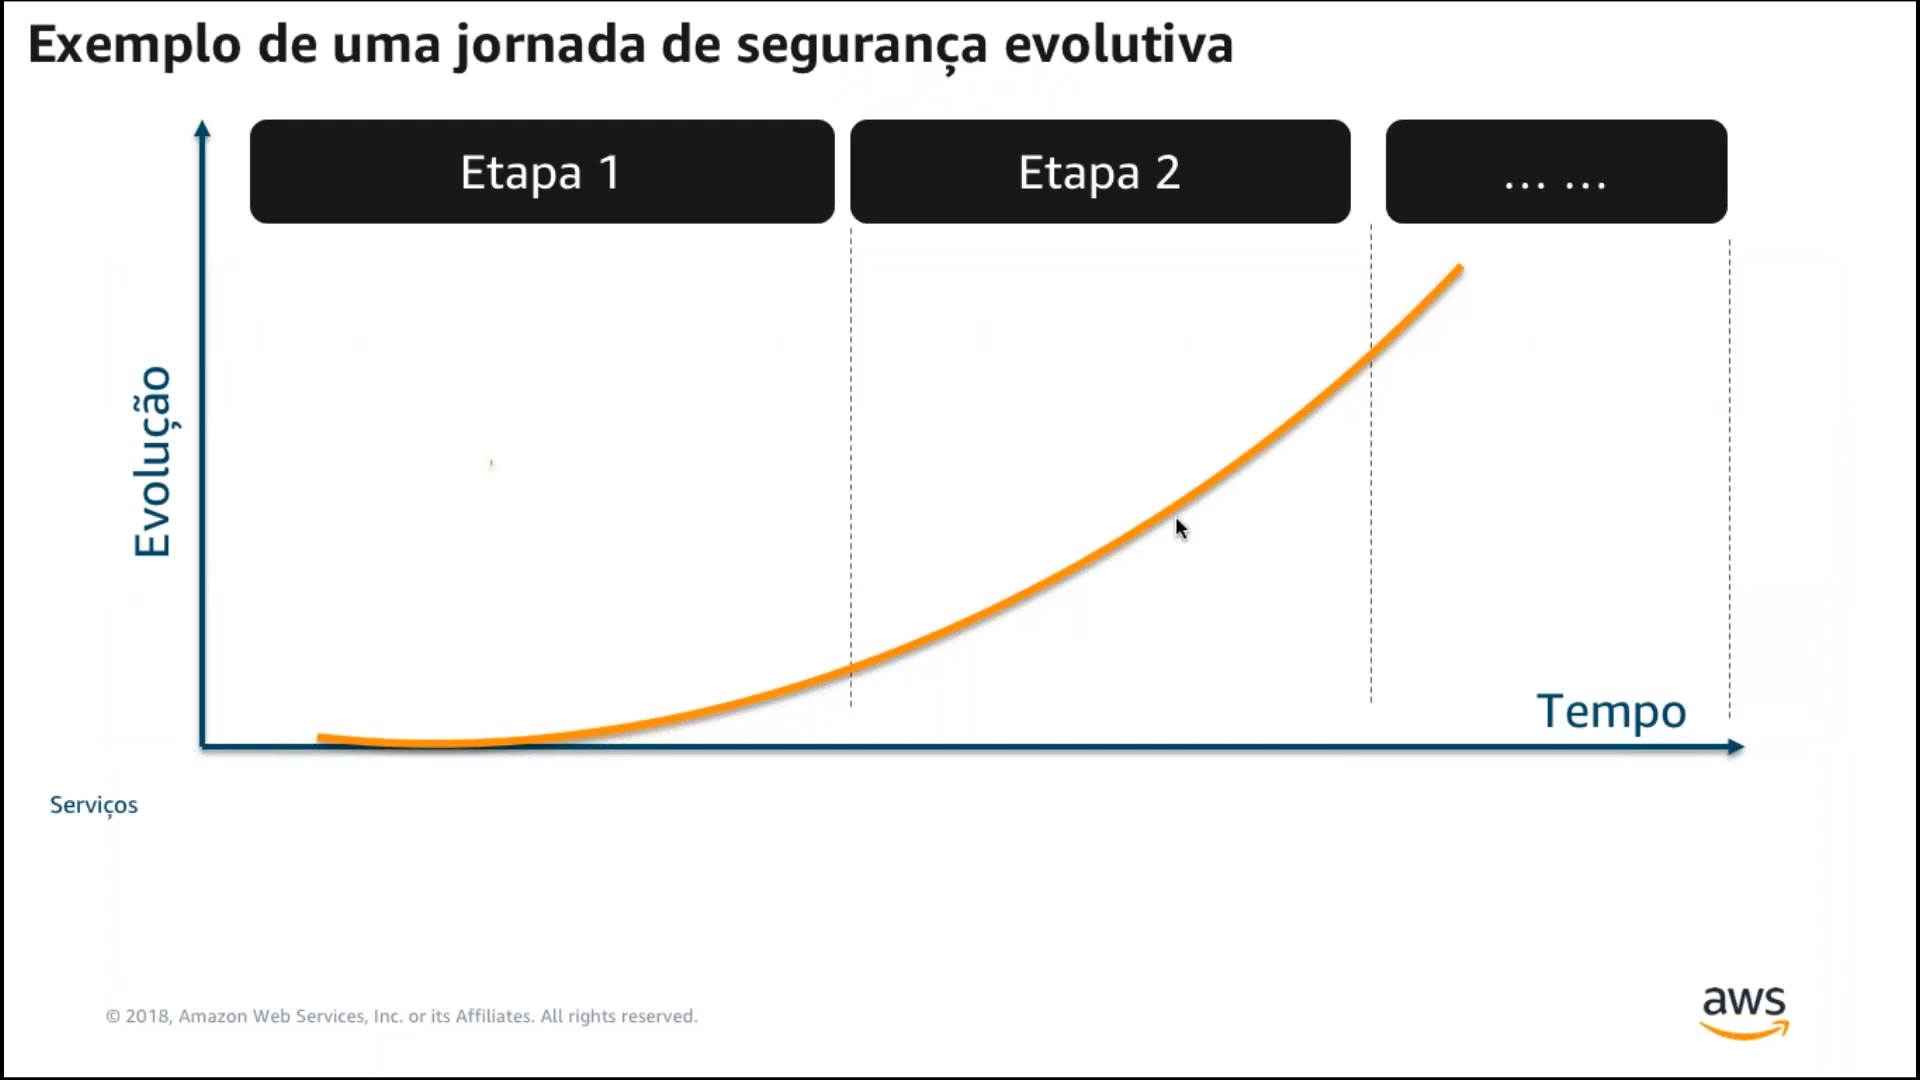 Exemplo de uma jornada de segurança evolutiva
Etapa 1
Etapa 2
... ...
Evolução
Tempo
Serviços
© 2018, Amazon Web Services, Inc. or its Affiliates. All rights reserved.
aws